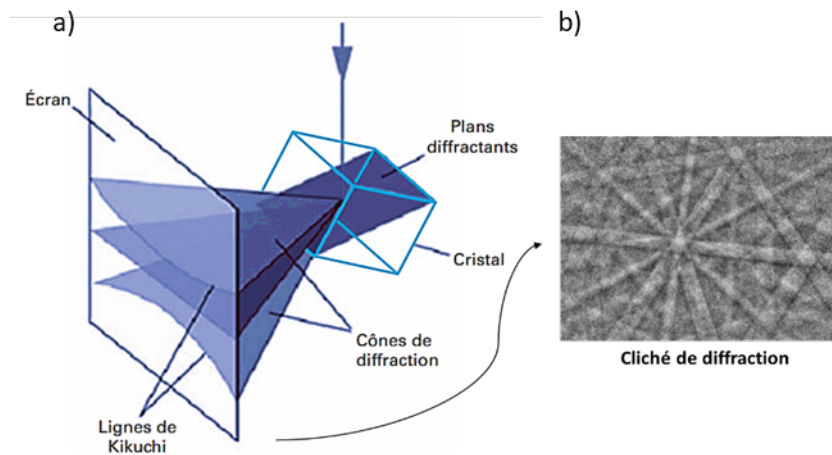 a)
b)
Écran
Plans
diffractants
Cristal
Cônes de
diffraction
Lignes de
Kikuchi
Cliché de diffraction